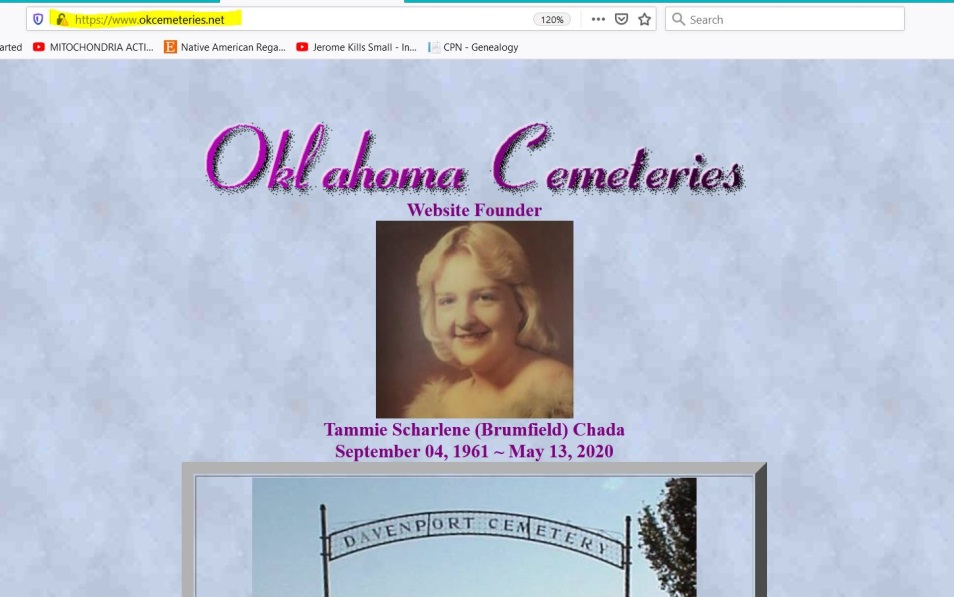 https://www.okcemeteries.net
120%
Search
arted
MITOCHONDRIA ACTI...
Native American Rega...
Jerome Kills Small - In...
CPN - Genealogy
Oklahoma Cemeteries
Website Founder
Tammie Scharlene (Brumfield) Chada
September 04, 1961 ~ May 13, 2020
DAVENPORT CEMETERY